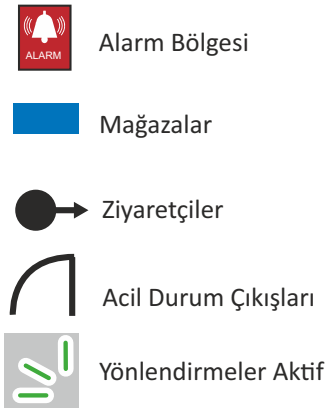 ALARM
Alarm Bölgesi
Mağazalar
Ziyaretçiler
Acil Durum Çıkışları
Yönlendirmeler Aktif